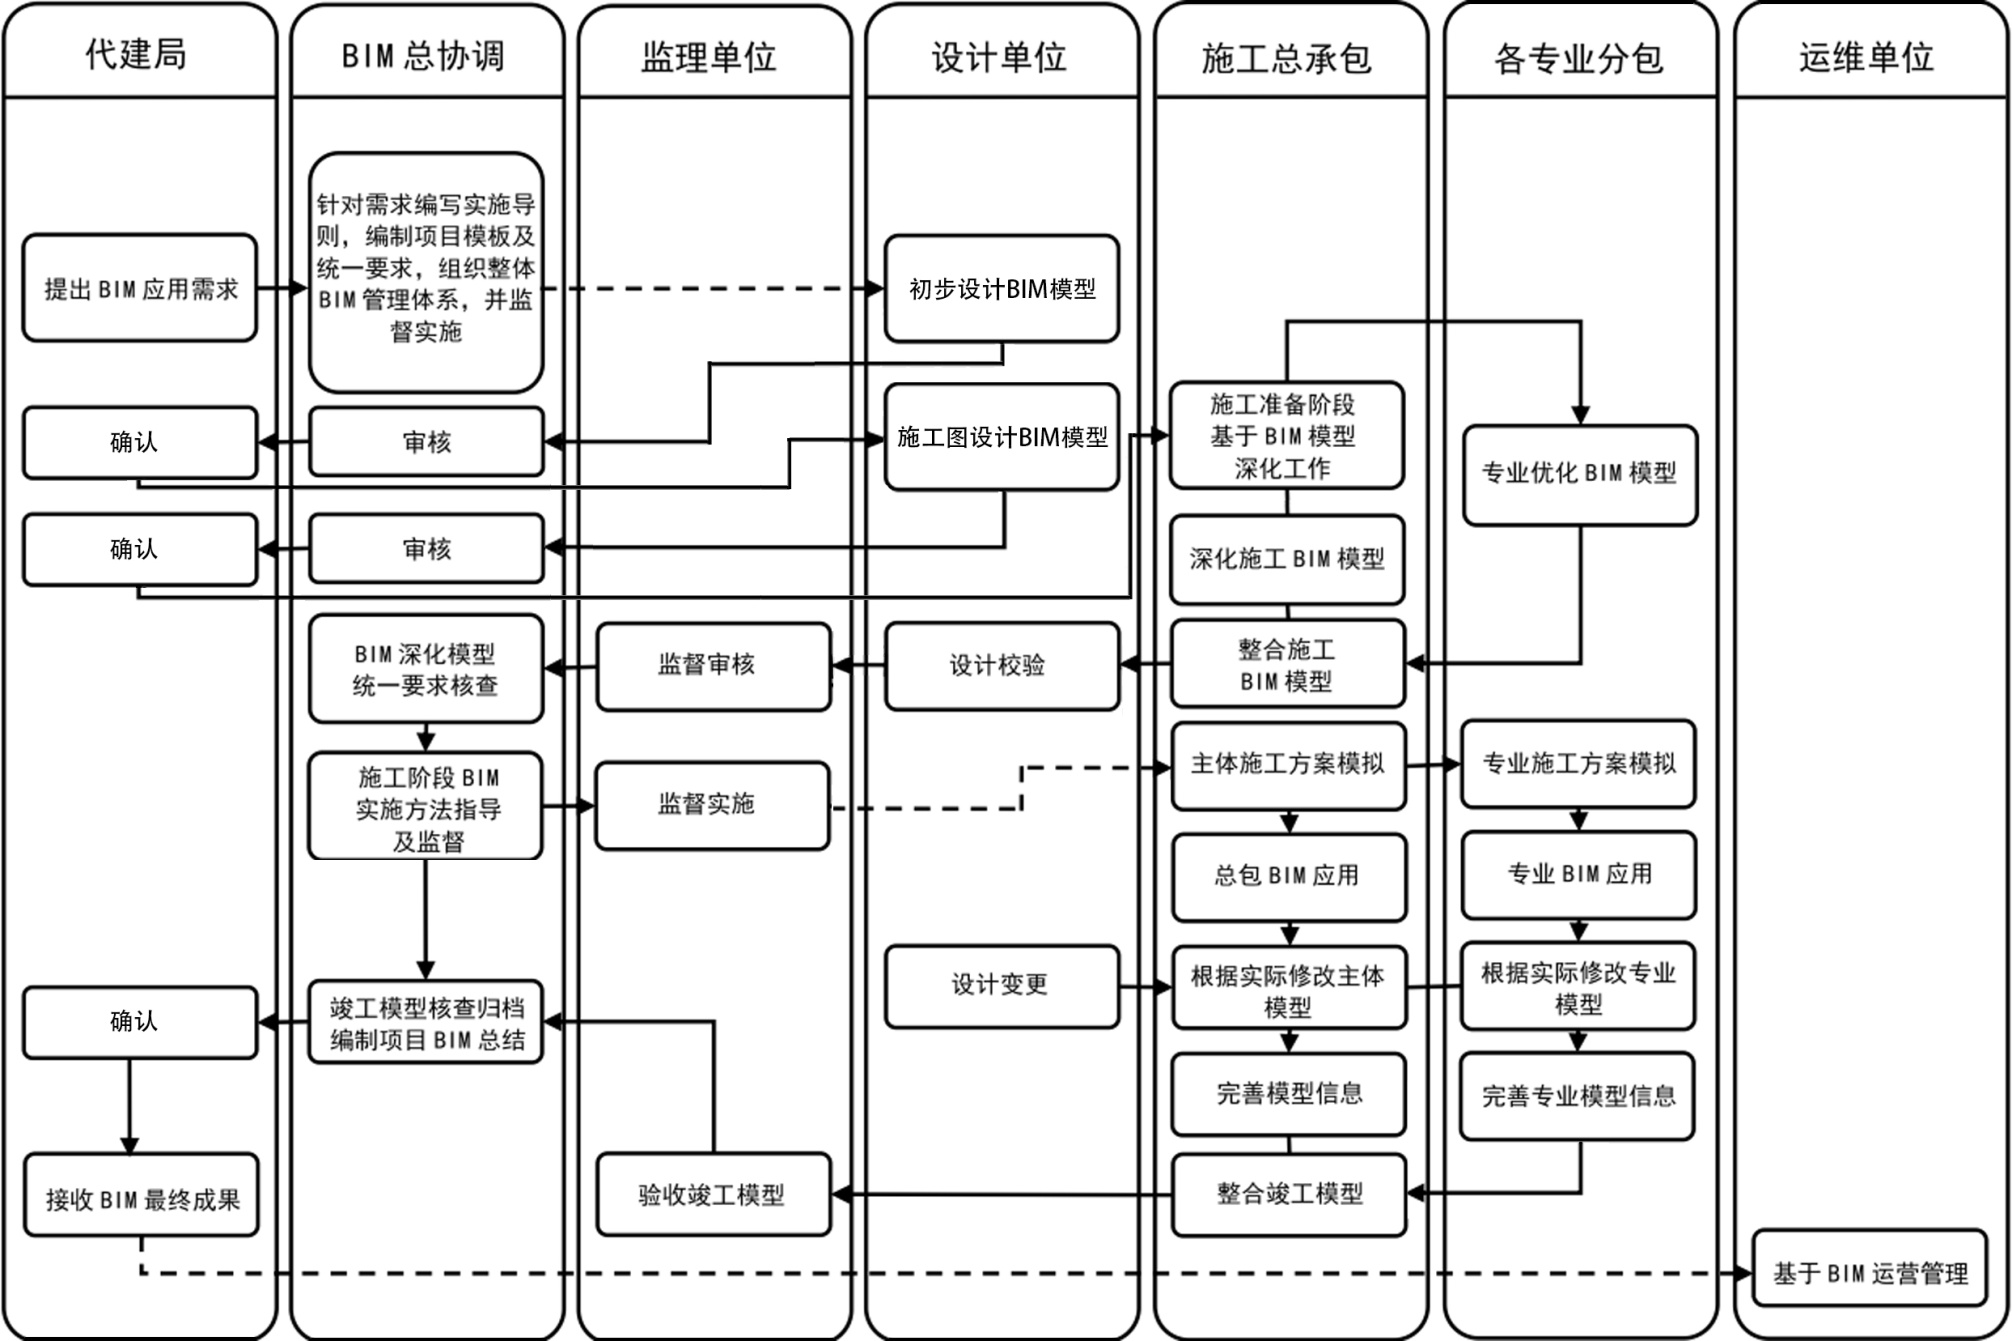 代建局
BIM 总协调
监理单位
设计单位
施工总承包
各专业分包
运维单位
提出 BIM 应用需求
针对需求编写实施导
则，编制项目模板及
统一要求，组织整体
BIM 管理体系，并监
督实施
初步设计BIM模型
确认
审核
施工图设计BIM模型
施工准备阶段
基于 BIM 模型
深化工作
专业优化 BIM 模型
确认
审核
深化施工 BIM 模型
BIM 深化模型
统一要求核查
监督审核
设计校验
整合施工
BIM 模型
施工阶段 BIM
实施方法指导
及监督
监督实施
主体施工方案模拟
专业施工方案模拟
总包 BIM 应用
专业 BIM 应用
设计变更
根据实际修改主体
模型
根据实际修改专业
模型
确认
竣工模型核查归档
编制项目 BIM 总结
完善模型信息
完善专业模型信息
接收 BIM 最终成果
验收竣工模型
整合竣工模型
基于 BIM 运营管理